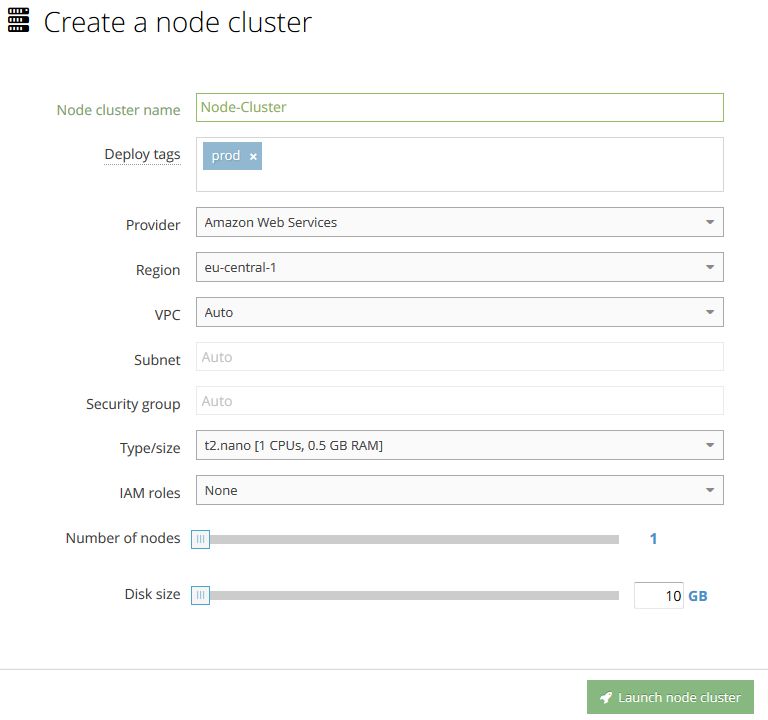 Create a node cluster
Node cluster name Node-Cluster
Deploy tags prod ×
Provider Amazon Web Services
Region eu-central-1
VPC Auto
Subnet Auto
Security group Auto
Type/size t2.nano [1 CPUs, 0.5 GB RAM]
IAM roles None
Number of nodes 1
Disk size 10 GB
Launch node cluster